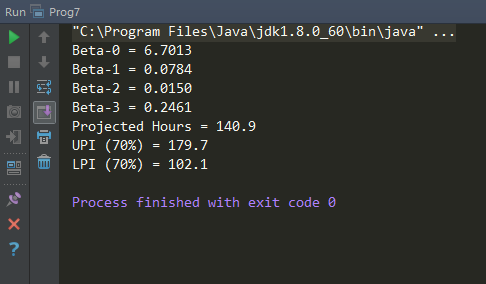 Run Prog7
"C:\Program Files\Java\jdk1.8.0_60\bin\java" ...
Beta-0 = 6.7013
Beta-1 = 0.0784
Beta-2 = 0.0150
Beta-3 = 0.2461
Projected Hours = 140.9
UPI (70%) = 179.7
LPI (70%) = 102.1
Process finished with exit code 0